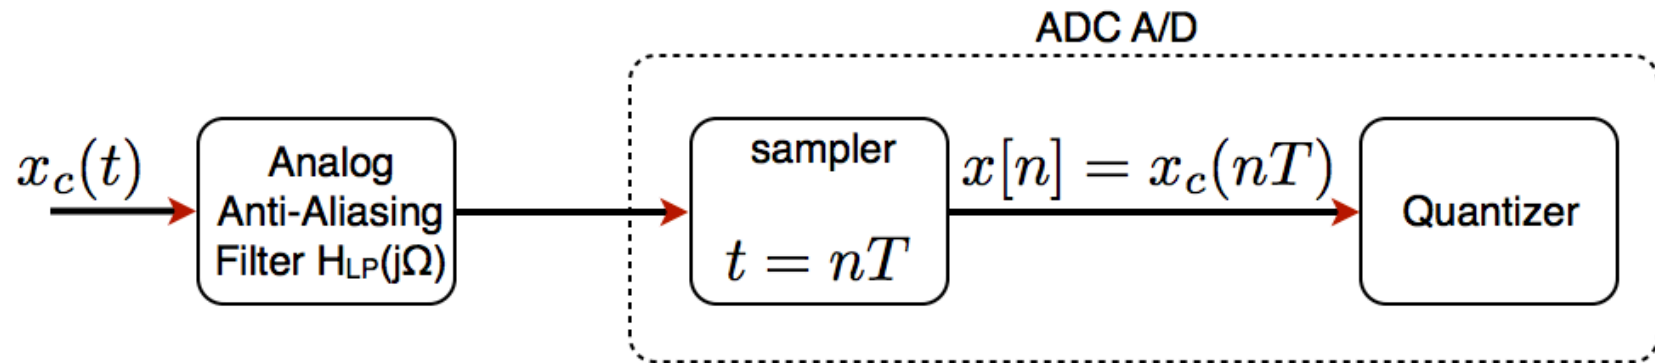 ADC A/D
x_c(t)
Analog
Anti-Aliasing
Filter H_LP(jΩ)
sampler
t = nT
x[n] = x_c(nT)
Quantizer